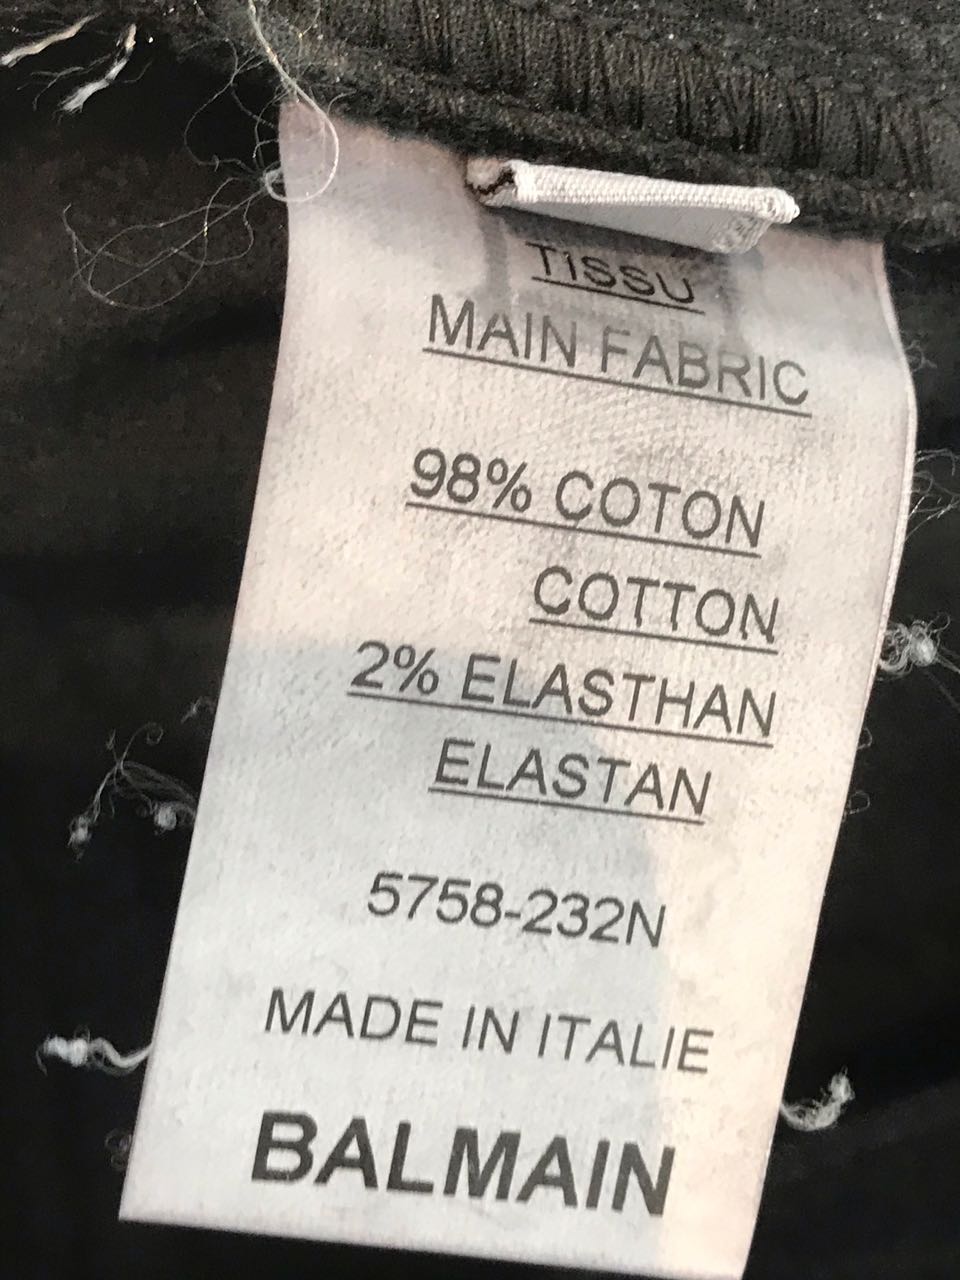 TISSU
MAIN FABRIC
98% COTON
COTTON
2% ELASTHAN
ELASTAN
5758-232N
MADE IN ITALIE
BALMAIN